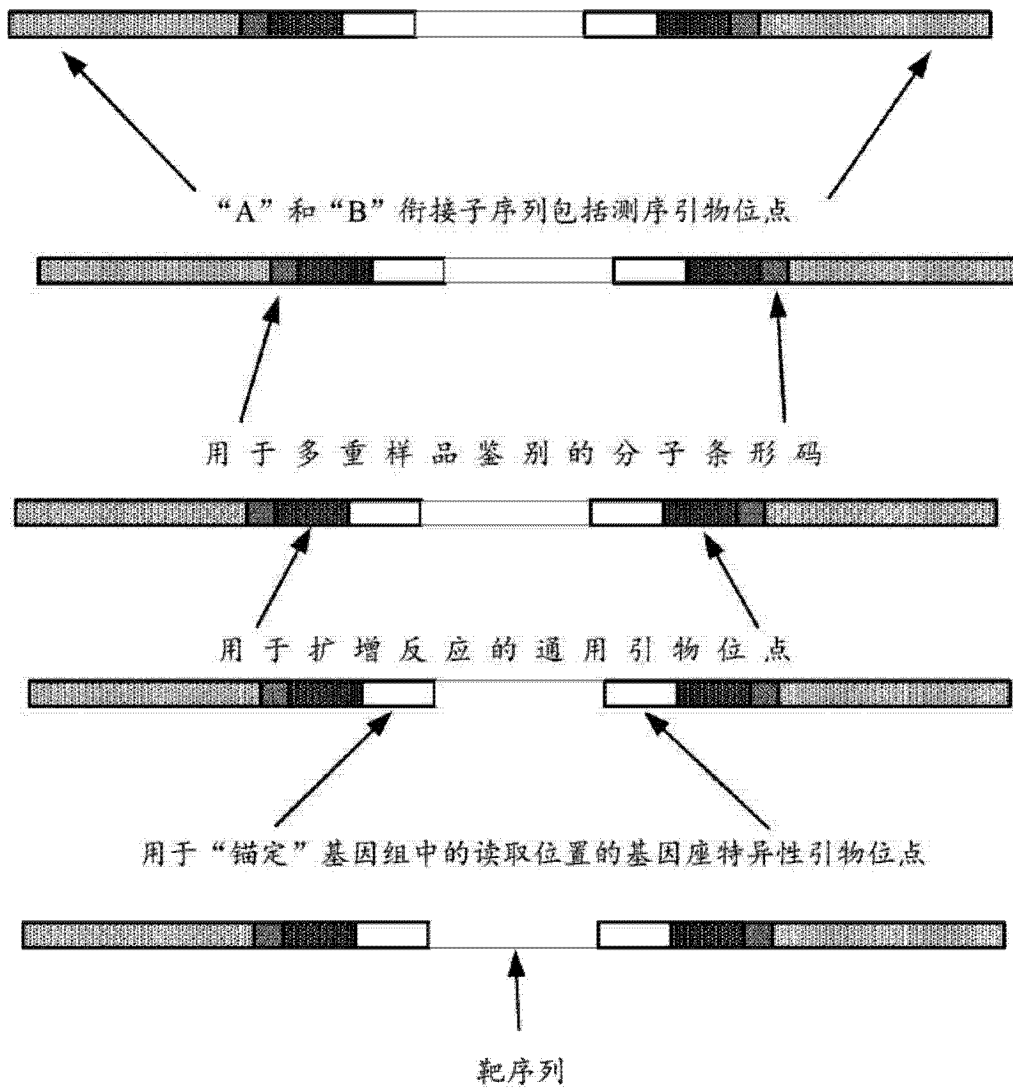 “A”和“B”衔接子序列包括测序引物位点
用于多重样品鉴别的分子条形码
用于扩增反应的通用引物位点
用于“锚定”基因组中的读取位置的基因座特异性引物位点
靶序列